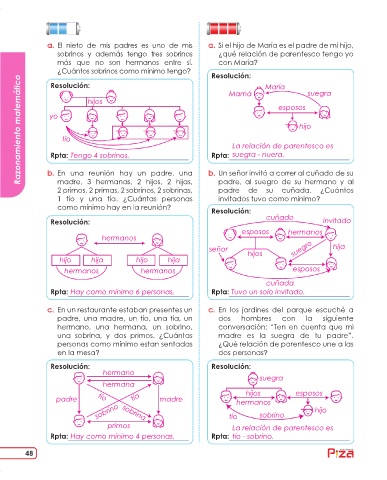 a. El nieto de mis padres es uno de mis
sobrinos y además tengo tres sobrinos
más que no son hermanos entre sí.
¿Cuántos sobrinos como mínimo tengo?
Resolución:
hijos
yo
tío
Rpta: Tengo 4 sobrinos.
b. En una reunión hay un padre, una
madre, 3 hermanas, 2 hijos, 2 hijas,
2 primos, 2 primas, 2 sobrinos, 2 sobrinas,
1 tío y una tía. ¿Cuántas personas
como mínimo hay en la reunión?
Resolución:
hermanos
hijo hija hijo hija
hermanos hermanos
Rpta: Hay como mínimo 6 personas.
c. En un restaurante estaban presentes un
padre, una madre, un tío, una tía, un
hermano, una hermana, un sobrino,
una sobrina, y dos primos. ¿Cuántas
personas como mínimo estan sentadas
en la mesa?
Resolución:
hermano
hermana
padre tío tío madre
sobrino sobrina
primos
Rpta: Hay como mínimo 4 personas.
a. Si el hijo de María es el padre de mi hijo,
¿qué relación de parentesco tengo yo
con María?
Resolución:
María
Mamá suegra
esposos
hijo
La relación de parentesco es
Rpta: suegra - nuera.
b. Un señor invitó a correr al cuñado de su
padre, al suegro de su hermano y al
padre de su cuñada. ¿Cuántos
invitados tuvo como mínimo?
Resolución:
cuñado invitado
esposos hermanos
señor hijos suegro hija
esposos
cuñada
Rpta: Tuvo un solo invitado.
c. En los jardines del parque escuché a
dos hombres con la siguiente
conversación: "Ten en cuenta que mi
madre es la suegra de tu padre".
¿Qué relación de parentesco une a las
dos personas?
Resolución:
suegra
hijos esposos
hermanos
hijo
tío sobrino
La relación de parentesco es
Rpta: tío - sobrino.
Razonamiento matemático
48
Pizá